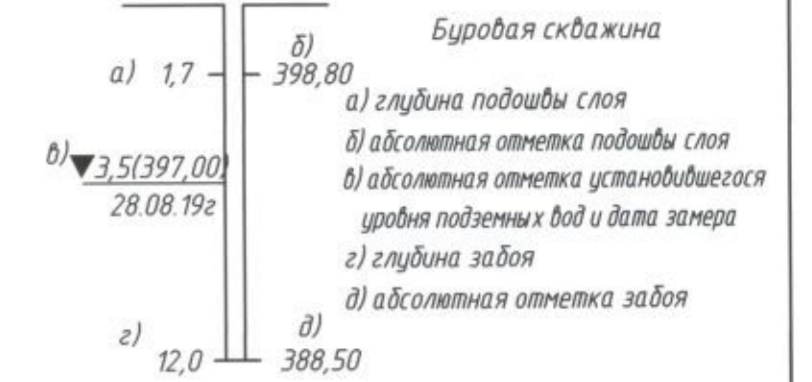 Буровая скважина
б)
а) 1,7 398,80
а) глубина подошвы слоя
б) абсолютная отметка подошвы слоя
в) 3,5(397,00)
28.08.19г
в) абсолютная отметка установившегося
уровня подземных вод и дата замера
г) глубина забоя
д) абсолютная отметка забоя
г) д)
12,0 388,50